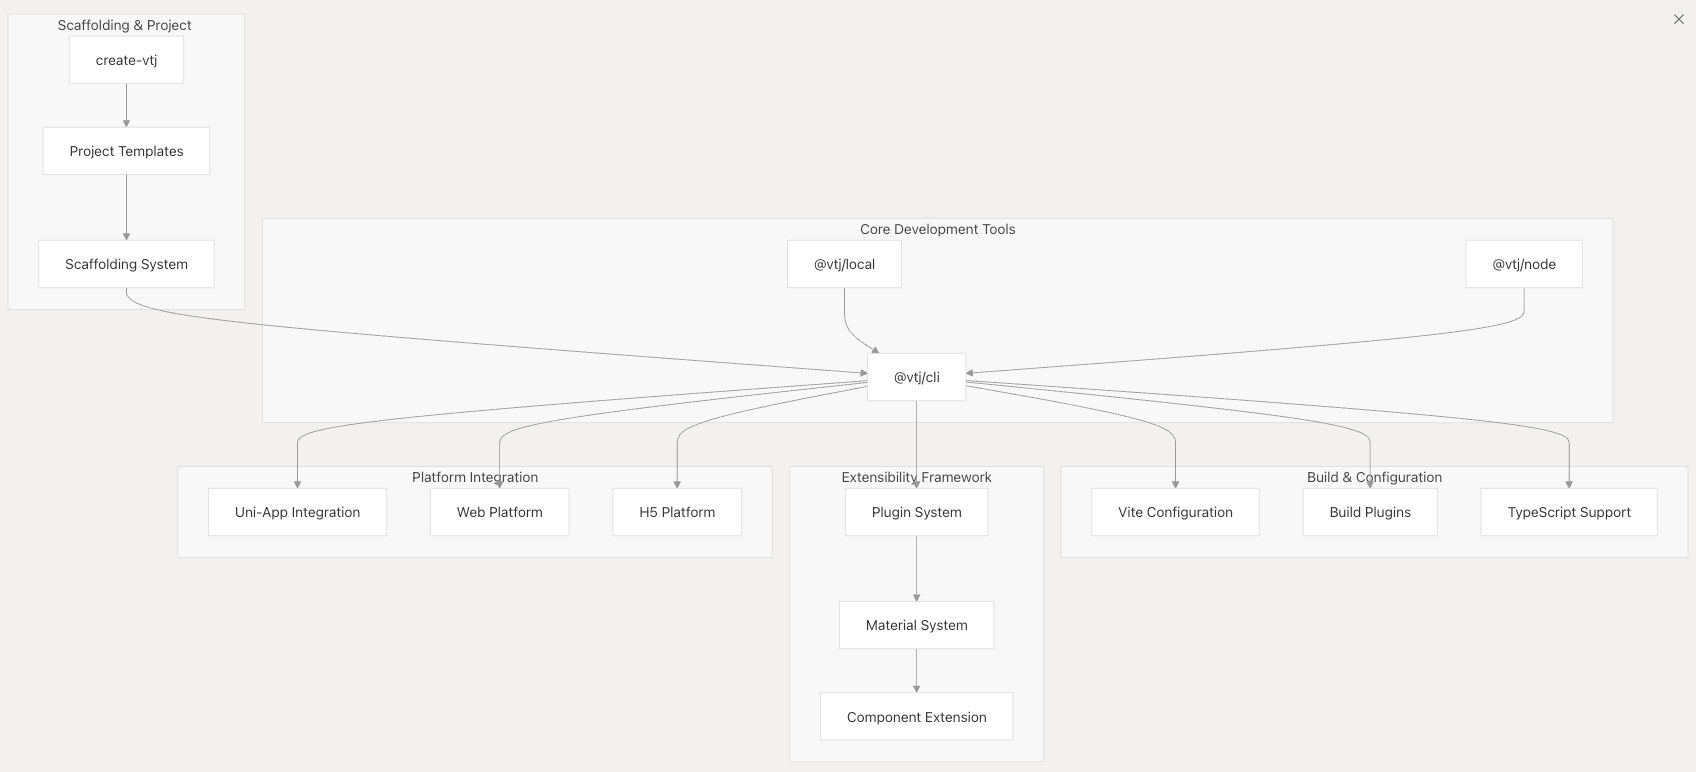 Scaffolding & Project
create-vtj
Project Templates
Scaffolding System
Core Development Tools
@vtj/local
@vtj/node
@vtj/cli
Platform Integration
Uni-App Integration
Web Platform
H5 Platform
Extensibility Framework
Plugin System
Material System
Component Extension
Build & Configuration
Vite Configuration
Build Plugins
TypeScript Support